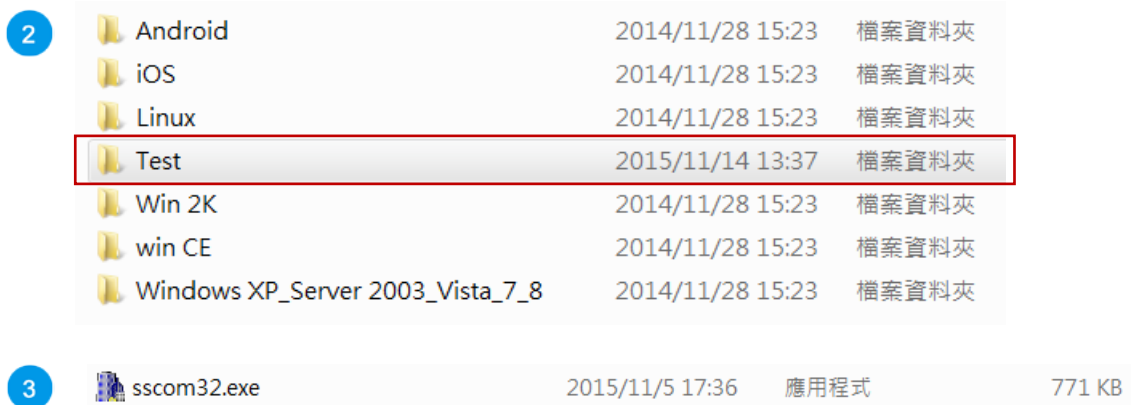 2 Android 2014/11/28 15:23 檔案資料夾
iOS 2014/11/28 15:23 檔案資料夾
Linux 2014/11/28 15:23 檔案資料夾
Test 2015/11/14 13:37 檔案資料夾
Win 2K 2014/11/28 15:23 檔案資料夾
win CE 2014/11/28 15:23 檔案資料夾
Windows XP_Server 2003_Vista_7_8 2014/11/28 15:23 檔案資料夾
3 sscom32.exe 2015/11/5 17:36 應用程式 771 KB